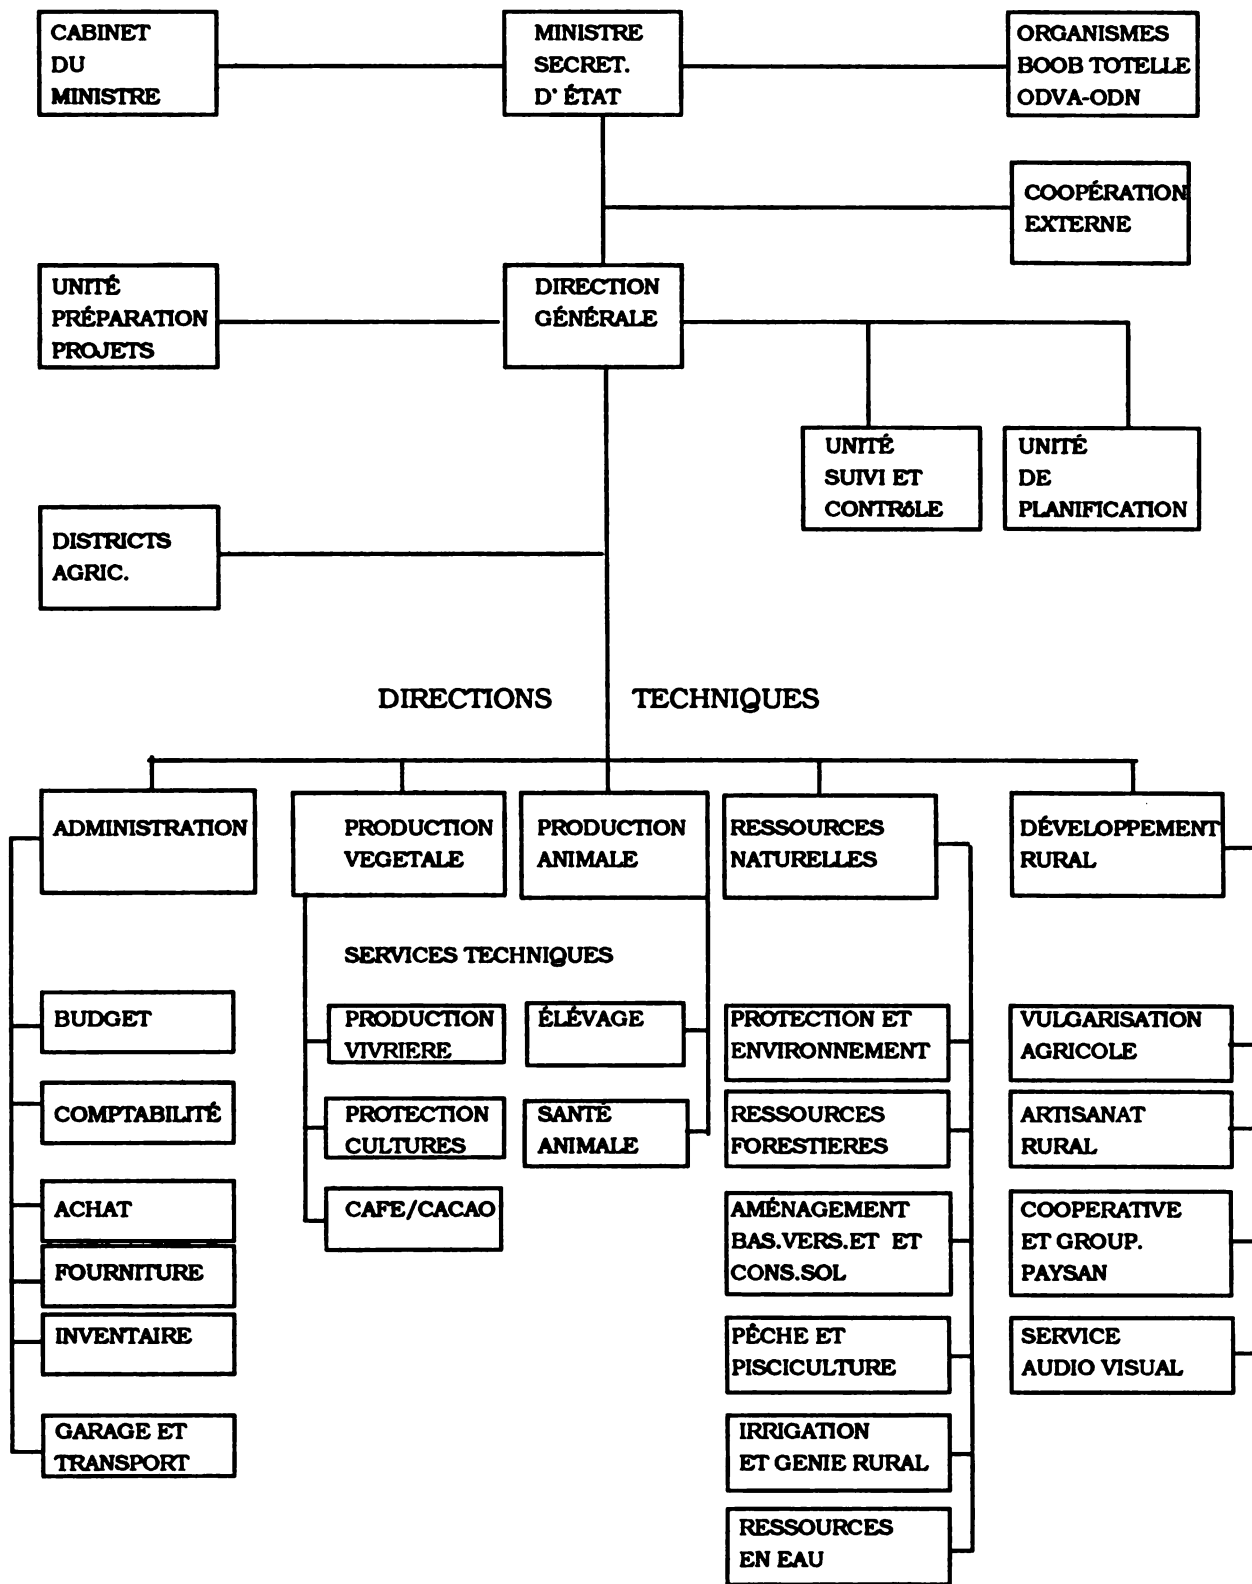 CABINET
DU
MINISTRE
MINISTRE
SECRET.
D' ÉTAT
ORGANISMES
BOOB TOTELLE
ODVA-ODN
COOPÉRATION
EXTERNE
UNITÉ
PRÉPARATION
PROJETS
DIRECTION
GÉNÉRALE
UNITÉ
SUIVI ET
CONTRôLE
UNITÉ
DE
PLANIFICATION
DISTRICTS
AGRIC.
DIRECTIONS TECHNIQUES
ADMINISTRATION
PRODUCTION
VEGETALE
PRODUCTION
ANIMALE
RESSOURCES
NATURELLES
DÉVELOPPEMENT
RURAL
SERVICES TECHNIQUES
BUDGET
COMPTABILITÉ
ACHAT
FOURNITURE
INVENTAIRE
GARAGE ET
TRANSPORT
PRODUCTION
VIVRIERE
PROTECTION
CULTURES
CAFE/CACAO
ÉLÉVAGE
SANTÉ
ANIMALE
PROTECTION ET
ENVIRONNEMENT
RESSOURCES
FORESTIERES
AMÉNAGEMENT
BAS.VERS.ET ET
CONS.SOL
PÊCHE ET
PISCICULTURE
IRRIGATION
ET GENIE RURAL
RESSOURCES
EN EAU
VULGARISATION
AGRICOLE
ARTISANAT
RURAL
COOPERATIVE
ET GROUP.
PAYSAN
SERVICE
AUDIO VISUAL